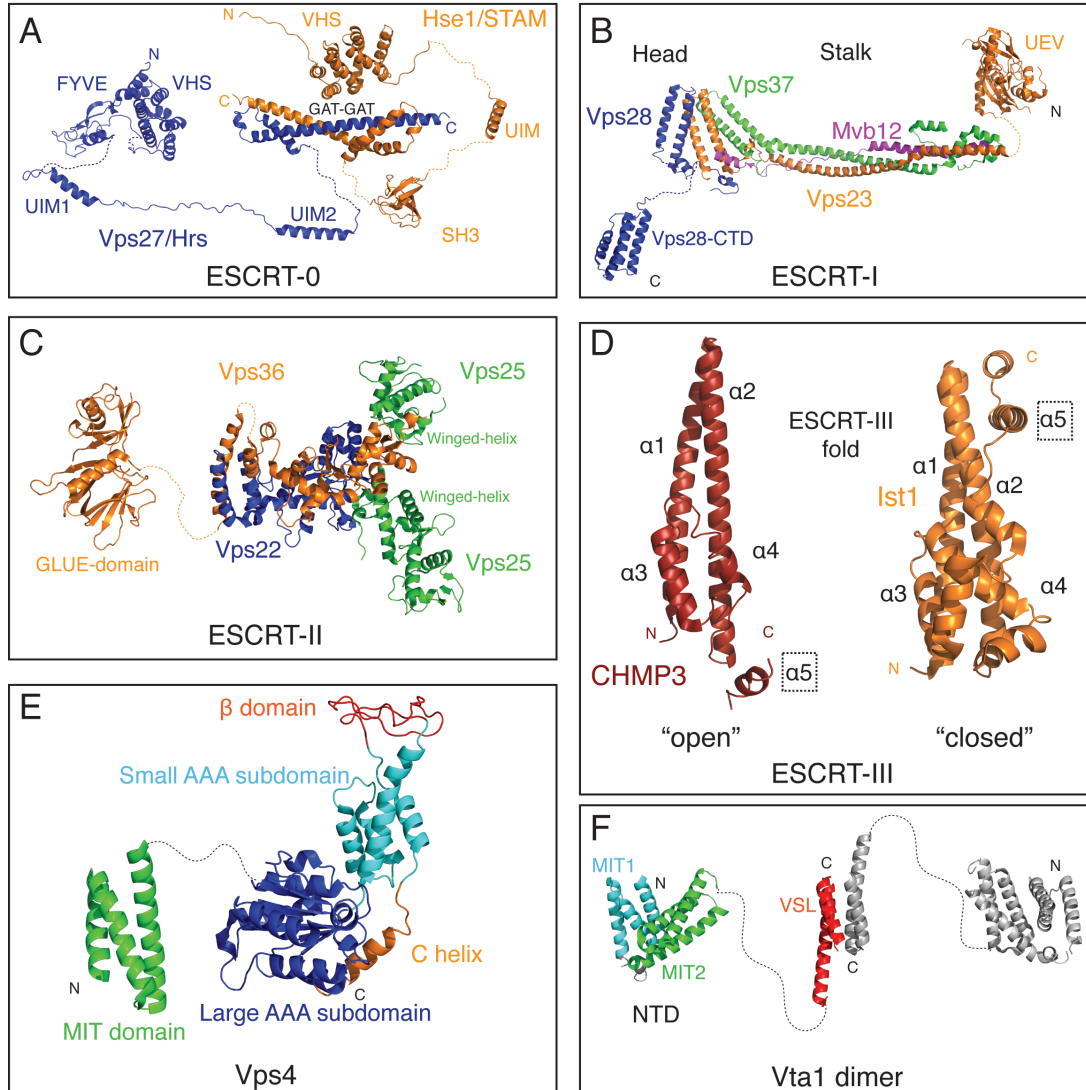 A
N
VHS
Hse1/STAM
FYVE
N
VHS
C
GAT-GAT
C
UIM
UIM1
UIM2
Vps27/Hrs
SH3
ESCRT-0
B
Head
Stalk
UEV
Vps28
Vps37
N
Mvb12
Vps23
Vps28-CTD
C
ESCRT-I
C
Vps36
Vps25
Winged-helix
Winged-helix
GLUE-domain
Vps22
Vps25
ESCRT-II
D
α2
ESCRT-III
fold
C
α5
α1
α1
α2
Ist1
α3
α4
α3
α4
N
C
N
CHMP3
α5
“open”
“closed”
ESCRT-III
E
β domain
Small AAA subdomain
N
C helix
C
MIT domain
Large AAA subdomain
Vps4
F
MIT1
N
C
N
VSL
MIT2
C
NTD
Vta1 dimer